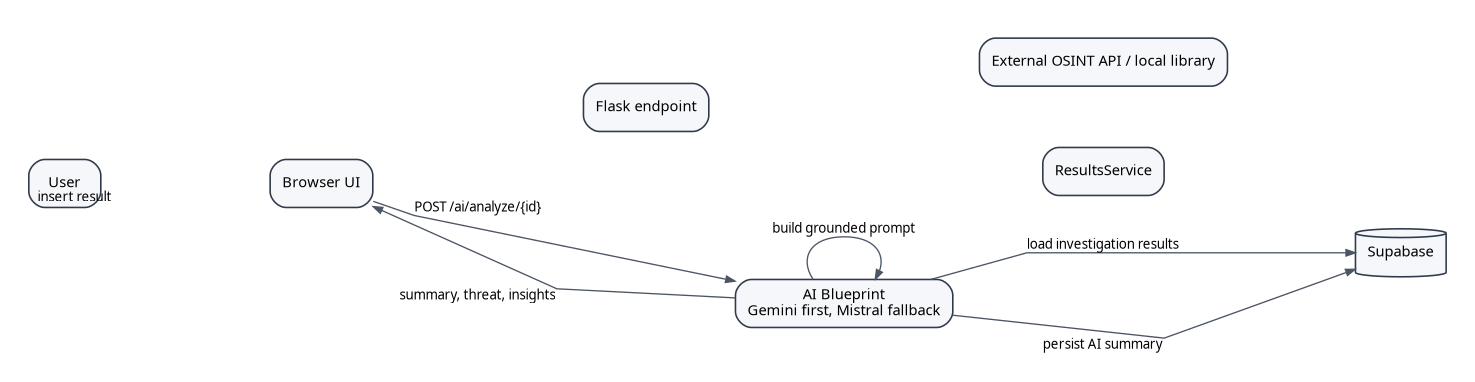 External OSINT API / local library
Flask endpoint
ResultsService
User
insert result
Browser UI
POST /ai/analyze/{id}
build grounded prompt
load investigation results
Supabase
summary, threat, insights
AI Blueprint
Gemini first, Mistral fallback
persist AI summary